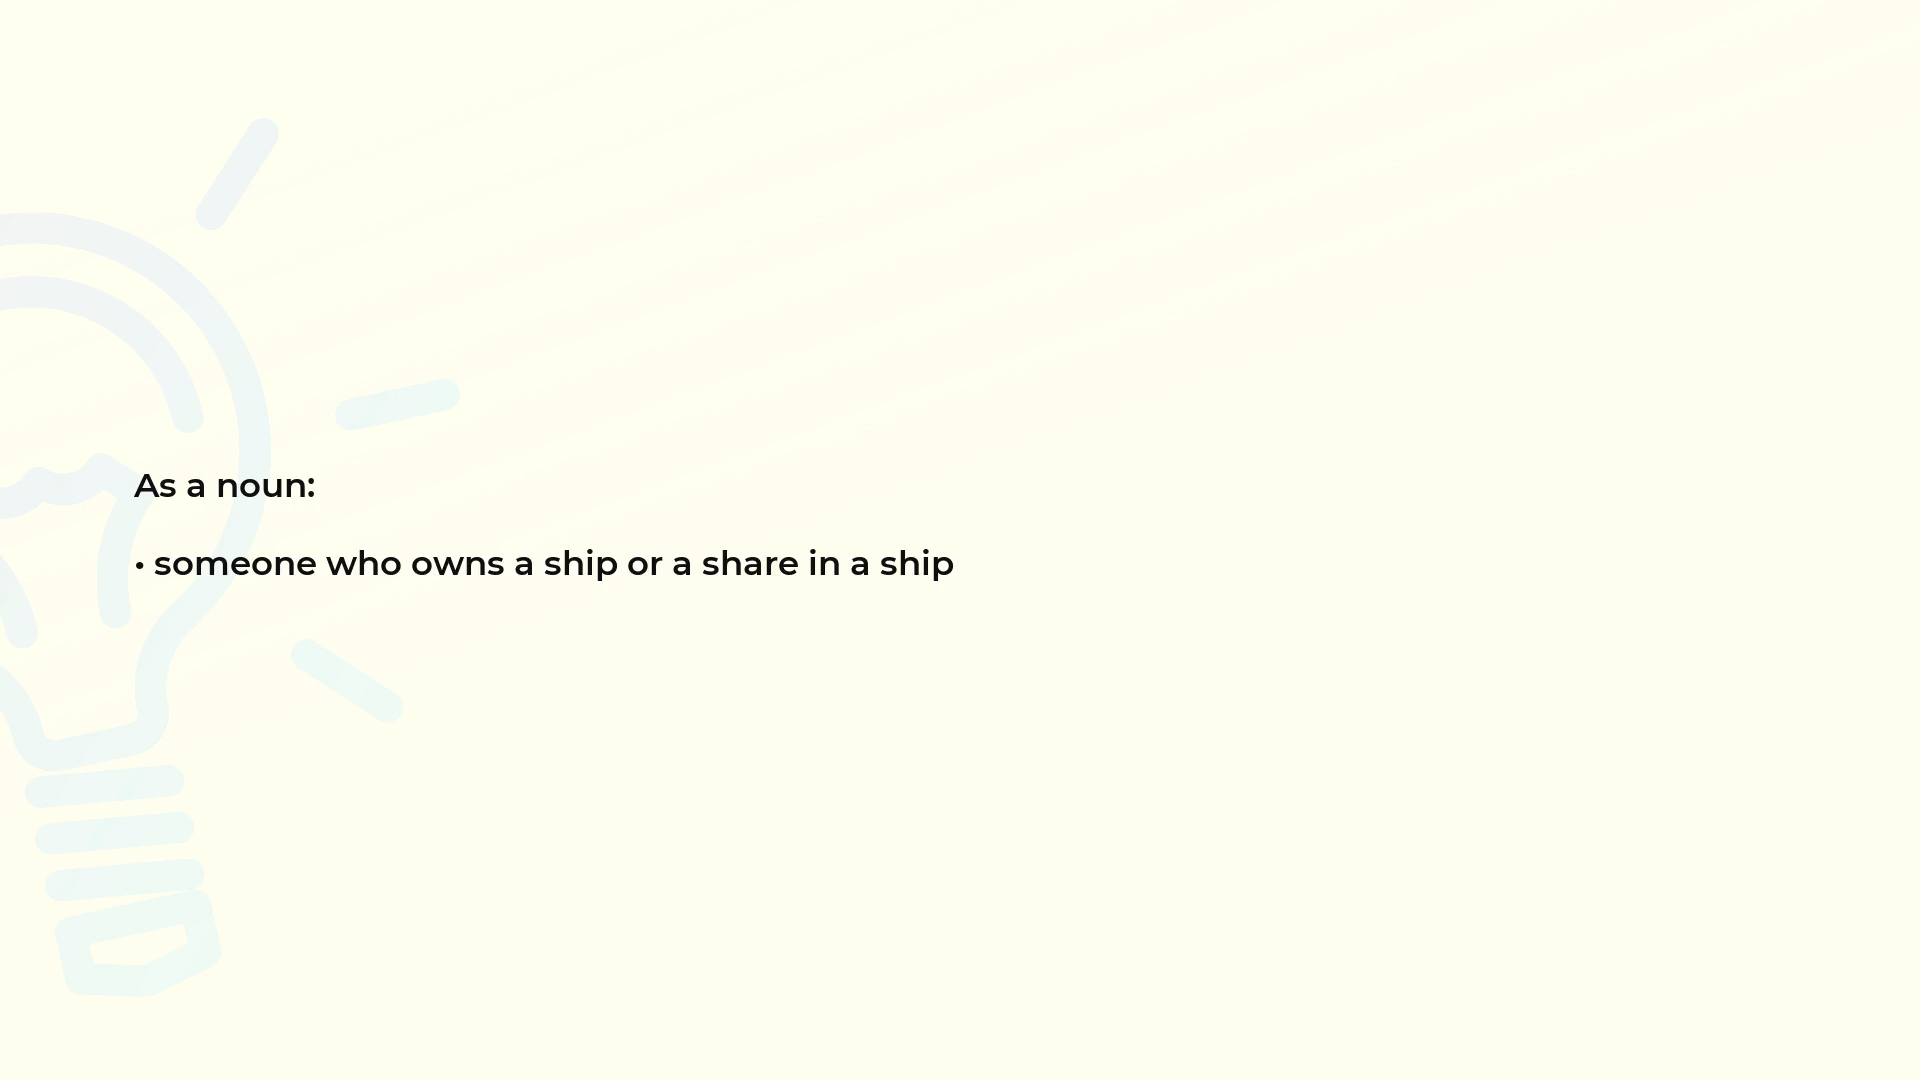 As a noun:
• someone who owns a ship or a share in a ship